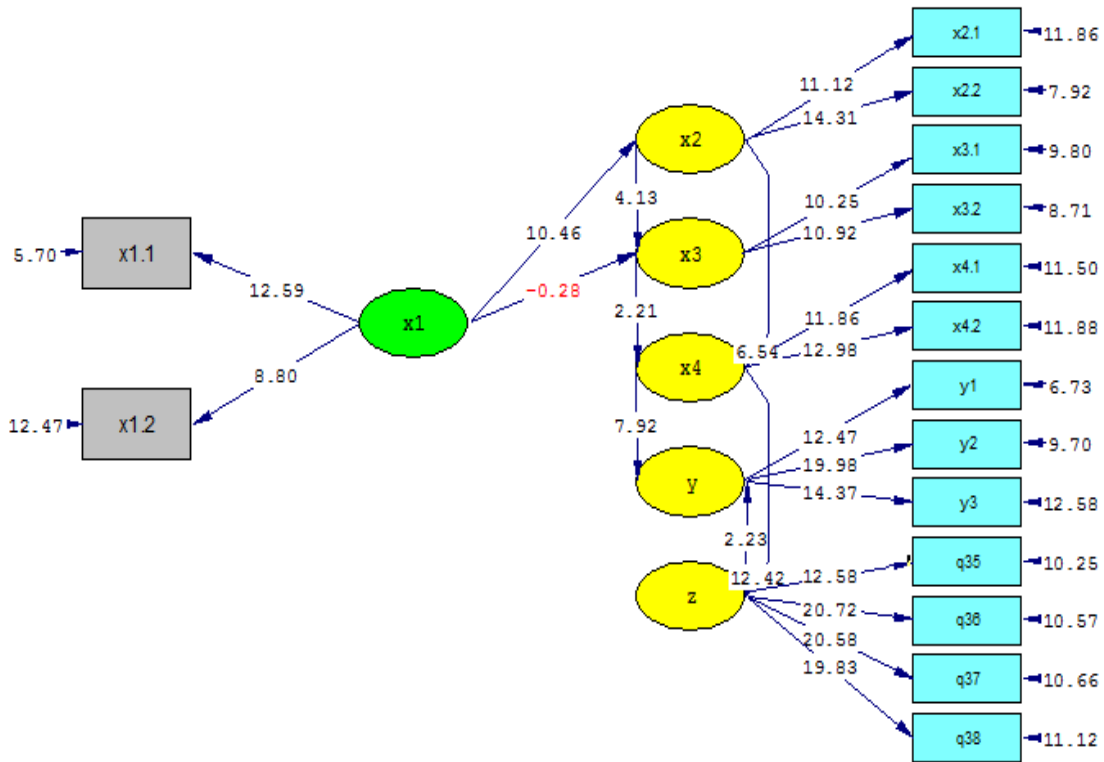 x2.1
11.86
11.12
x2.2
7.92
14.31
x2
x3.1
9.80
4.13
10.25
x3.2
8.71
10.92
10.46
x1.1
5.70
x3
x4.1
11.50
12.59
-0.28
11.86
2.21
x1
x4.2
11.88
12.98
6.54
x4
8.80
y1
6.73
x1.2
12.47
7.92
12.47
y2
9.70
19.98
y
14.37
y3
12.58
2.23
q35
10.25
12.42
12.58
z
20.72
q36
10.57
20.58
19.83
q37
10.66
q38
11.12